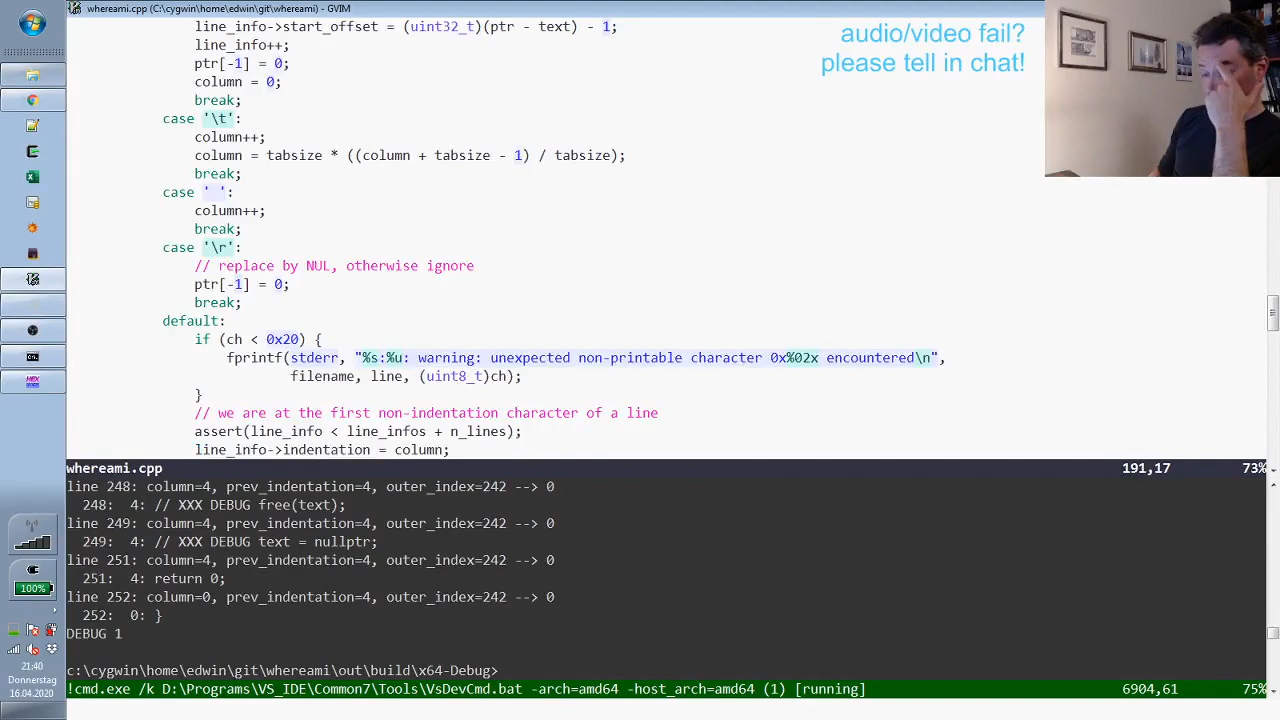 whereami.cpp (C:\cygwin\home\edwin\git\whereami) - GVIM
line_info->start_offset = (uint32_t)(ptr - text) - 1;
line_info++;
ptr[-1] = 0;
column = 0;
break;
case '\t':
column++;
column = tabsize * ((column + tabsize - 1) / tabsize);
break;
case ' ':
column++;
break;
case '\r':
// replace by NUL, otherwise ignore
ptr[-1] = 0;
break;
default:
if (ch < 0x20) {
fprintf(stderr, "%s:%u: warning: unexpected non-printable character 0x%02x encountered\n",
filename, line, (uint8_t)ch);
}
// we are at the first non-indentation character of a line
assert(line_info < line_infos + n_lines);
line_info->indentation = column;
audio/video fail?
please tell in chat!
whereami.cpp 191,17 73%
line 248: column=4, prev_indentation=4, outer_index=242 --> 0
248: 4: // XXX DEBUG free(text);
line 249: column=4, prev_indentation=4, outer_index=242 --> 0
249: 4: // XXX DEBUG text = nullptr;
line 251: column=4, prev_indentation=4, outer_index=242 --> 0
251: 4: return 0;
line 252: column=0, prev_indentation=4, outer_index=242 --> 0
252: 0: }
DEBUG 1
c:\cygwin\home\edwin\git\whereami\out\build\x64-Debug>
!cmd.exe /k D:\Programs\VS_IDE\Common7\Tools\VsDevCmd.bat -arch=amd64 -host_arch=amd64 (1) [running] 6904,61 75%
100%
21:40
Donnerstag
16.04.2020